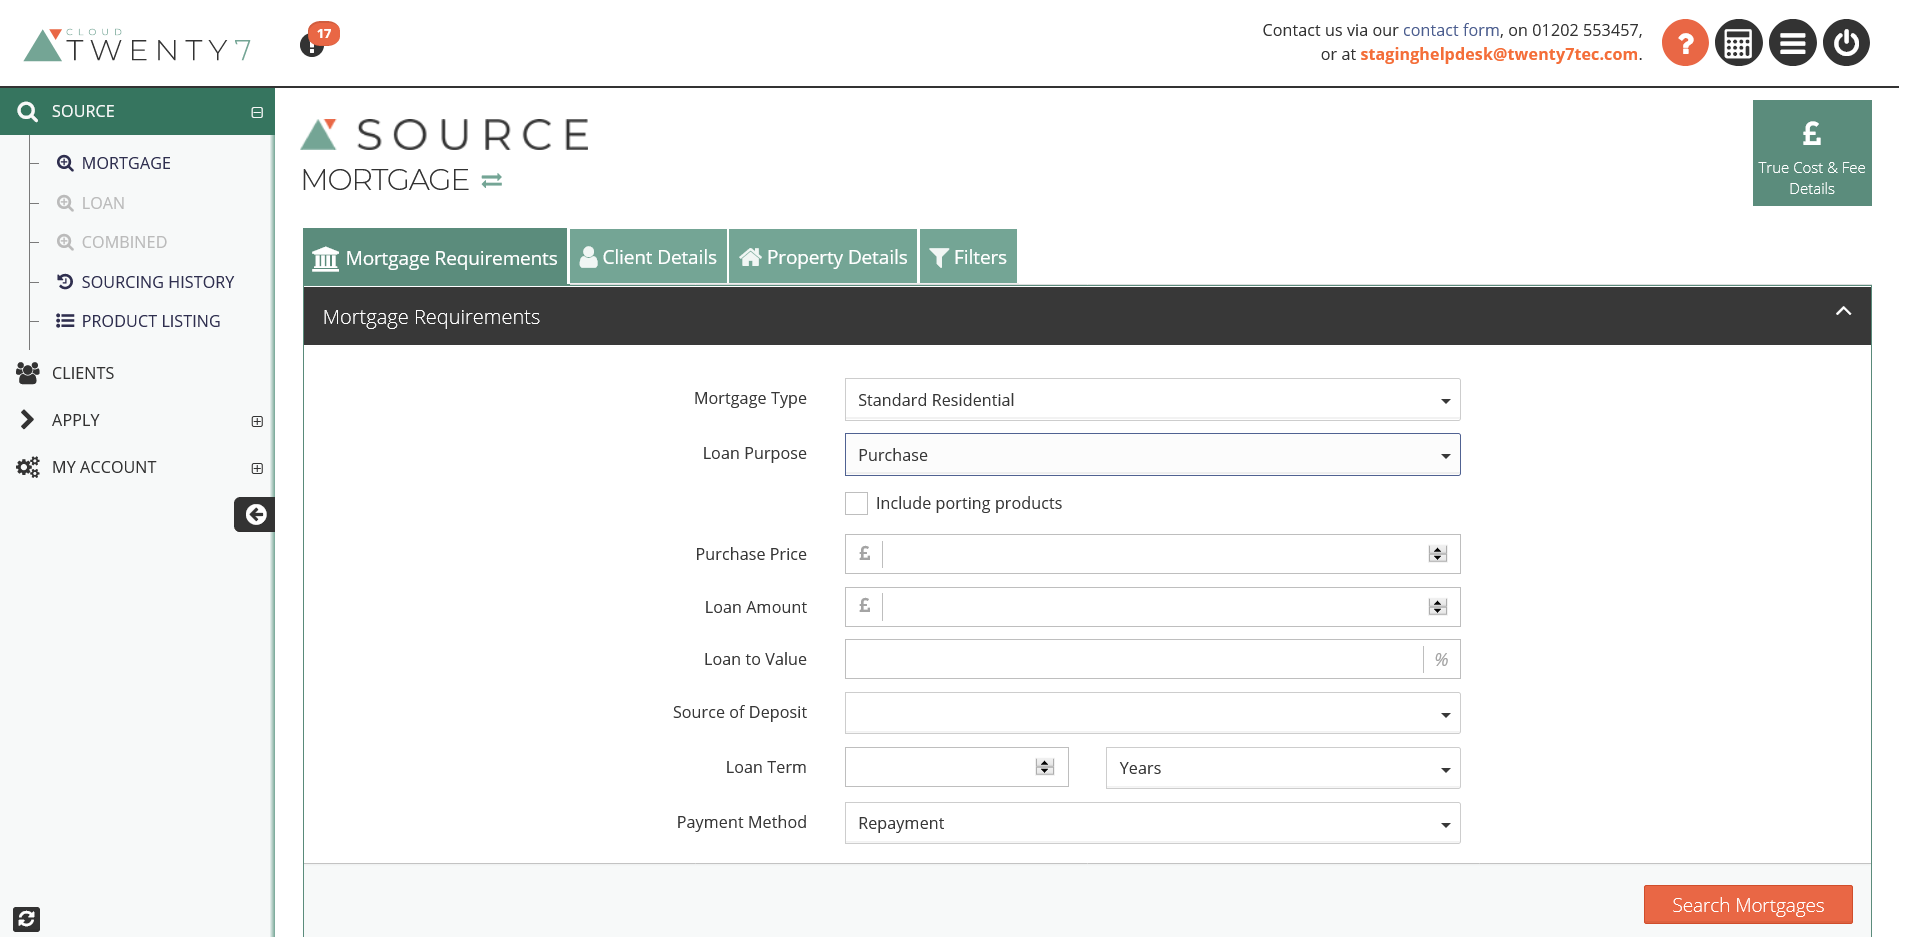 CLOUD
TWENTY7
17
Contact us via our contact form, on 01202 553457,
or at staginghelpdesk@twenty7tec.com.
?
SOURCE
MORTGAGE
LOAN
COMBINED
SOURCING HISTORY
PRODUCT LISTING
CLIENTS
APPLY
MY ACCOUNT
SOURCE
MORTGAGE
£
True Cost & Fee
Details
Mortgage Requirements
Client Details
Property Details
Filters
Mortgage Requirements
Mortgage Type
Standard Residential
Loan Purpose
Purchase
Include porting products
Purchase Price
£
Loan Amount
£
Loan to Value
%
Source of Deposit
Loan Term
Years
Payment Method
Repayment
Search Mortgages